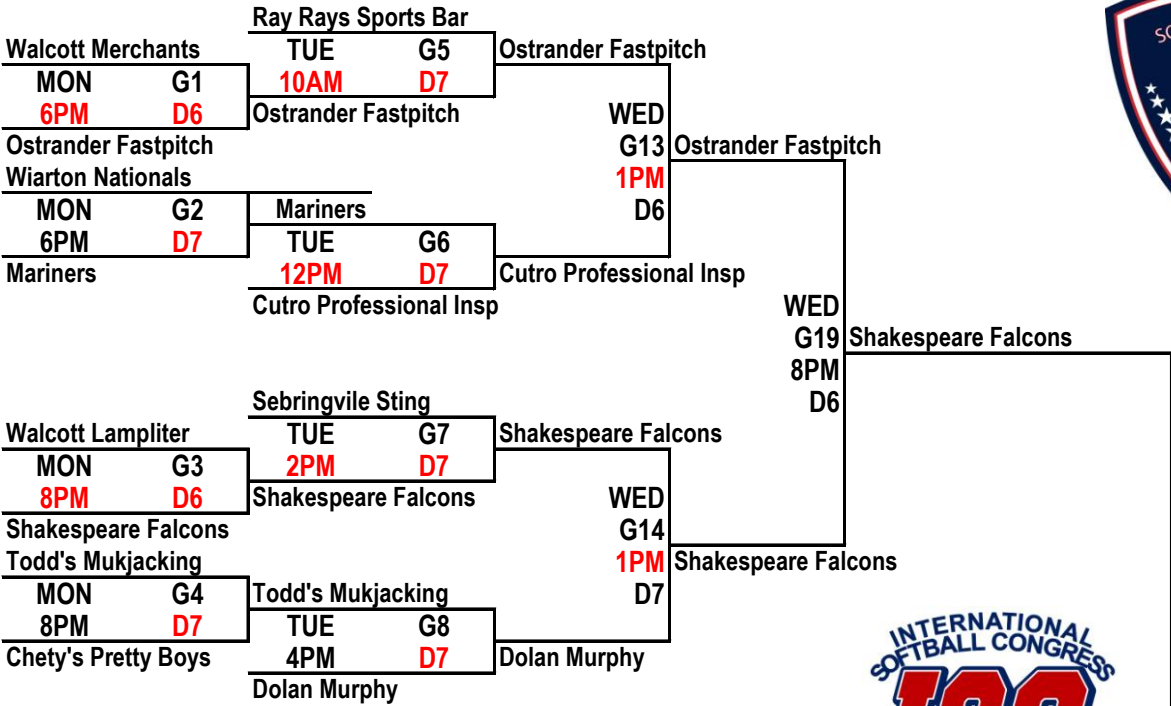 Ray Rays Sports Bar
Walcott Merchants TUE G5 Ostrander Fastpitch
MON G1 10AM D7
6PM D6 Ostrander Fastpitch WED
Ostrander Fastpitch G13 Ostrander Fastpitch
Wiarton Nationals 1PM
MON G2 Mariners D6
6PM D7 TUE G6
Mariners 12PM D7 Cutro Professional Insp
Cutro Professional Insp WED
G19 Shakespeare Falcons
8PM
Sebringvile Sting D6
Walcott Lampliter TUE G7 Shakespeare Falcons
MON G3 2PM D7
8PM D6 Shakespeare Falcons WED
Shakespeare Falcons G14
Todd's Mukjacking 1PM Shakespeare Falcons
MON G4 Todd's Mukjacking D7
8PM D7 TUE G8
Chety's Pretty Boys 4PM D7 Dolan Murphy
Dolan Murphy
INTERNATIONAL
SOFTBALL CONGRESS